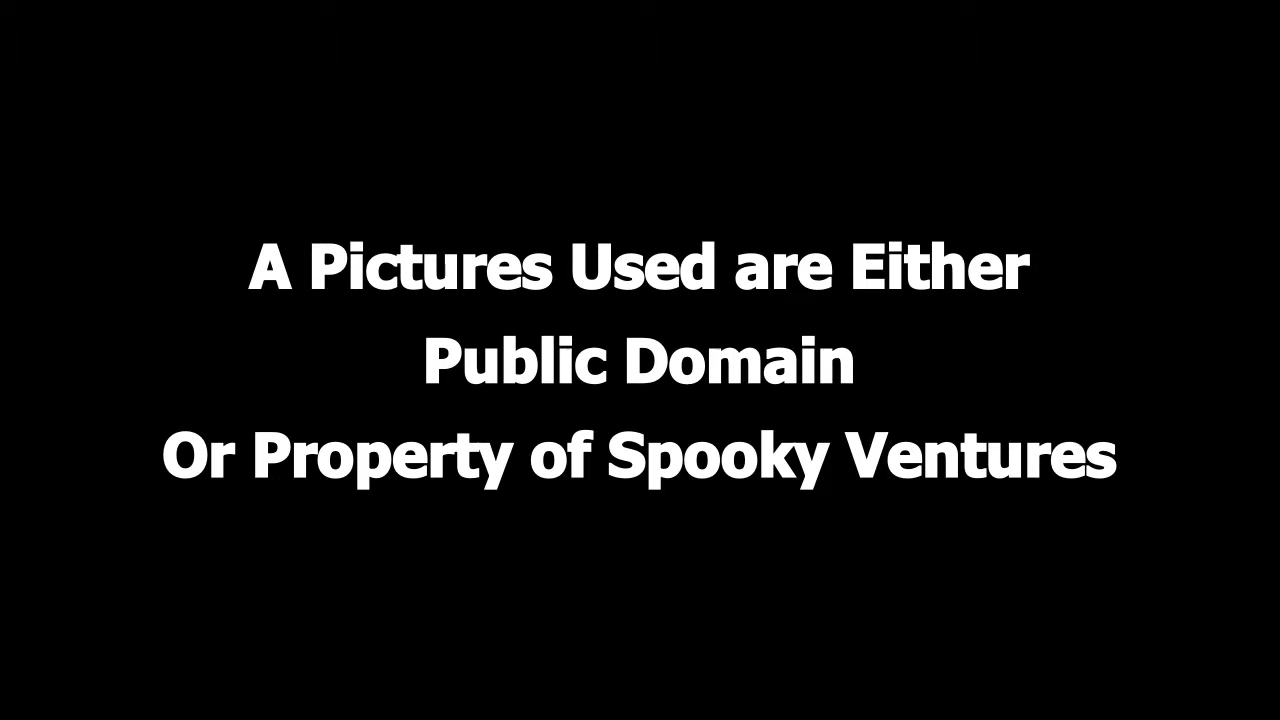 A Pictures Used are Either
Public Domain
Or Property of Spooky Ventures